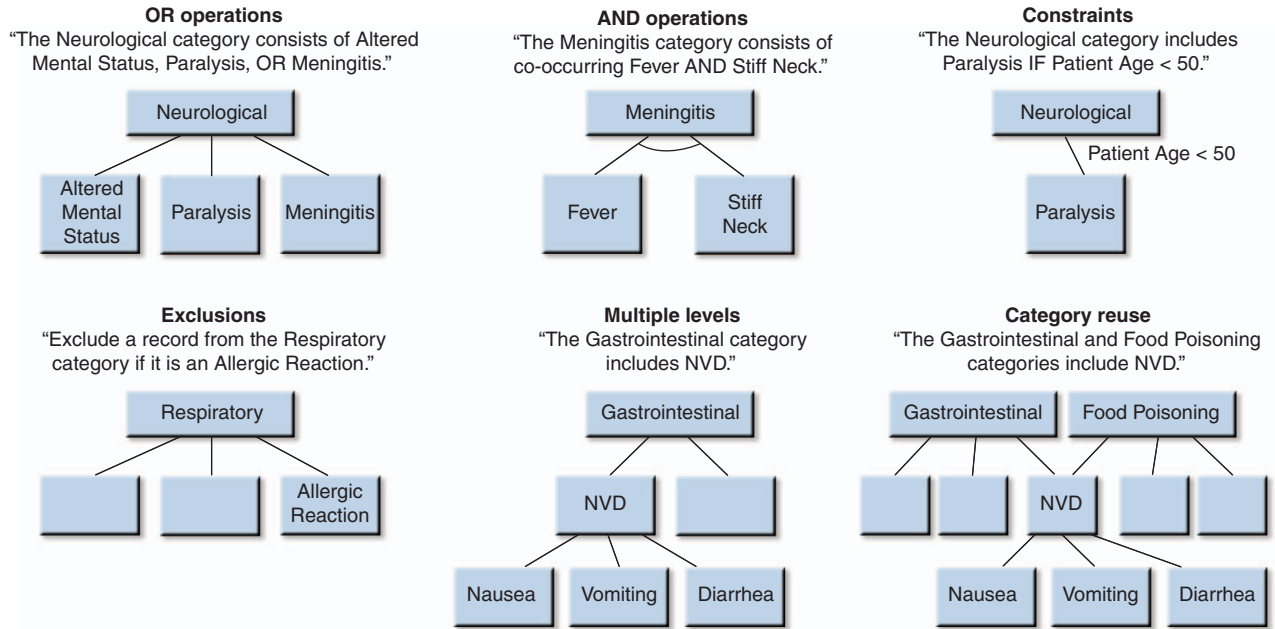 OR operations
“The Neurological category consists of Altered
Mental Status, Paralysis, OR Meningitis.”
Neurological
Altered
Mental
Status
Paralysis
Meningitis
AND operations
“The Meningitis category consists of
co-occurring Fever AND Stiff Neck.”
Meningitis
Fever
Stiff
Neck
Constraints
“The Neurological category includes
Paralysis IF Patient Age < 50.”
Neurological
Patient Age < 50
Paralysis
Exclusions
“Exclude a record from the Respiratory
category if it is an Allergic Reaction.”
Respiratory
Allergic
Reaction
Multiple levels
“The Gastrointestinal category
includes NVD.”
Gastrointestinal
NVD
Nausea
Vomiting
Diarrhea
Category reuse
“The Gastrointestinal and Food Poisoning
categories include NVD.”
Gastrointestinal
Food Poisoning
NVD
Nausea
Vomiting
Diarrhea